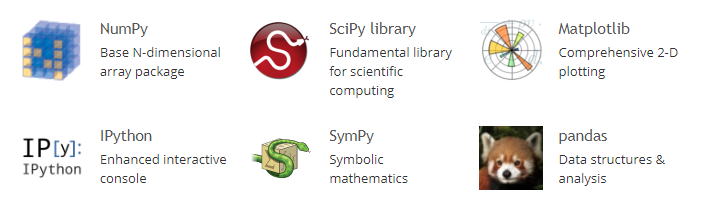 NumPy
Base N-dimensional
array package
SciPy library
Fundamental library
for scientific
computing
Matplotlib
Comprehensive 2-D
plotting
IP[y]:
IPython
IPython
Enhanced interactive
console
SymPy
Symbolic
mathematics
pandas
Data structures &
analysis